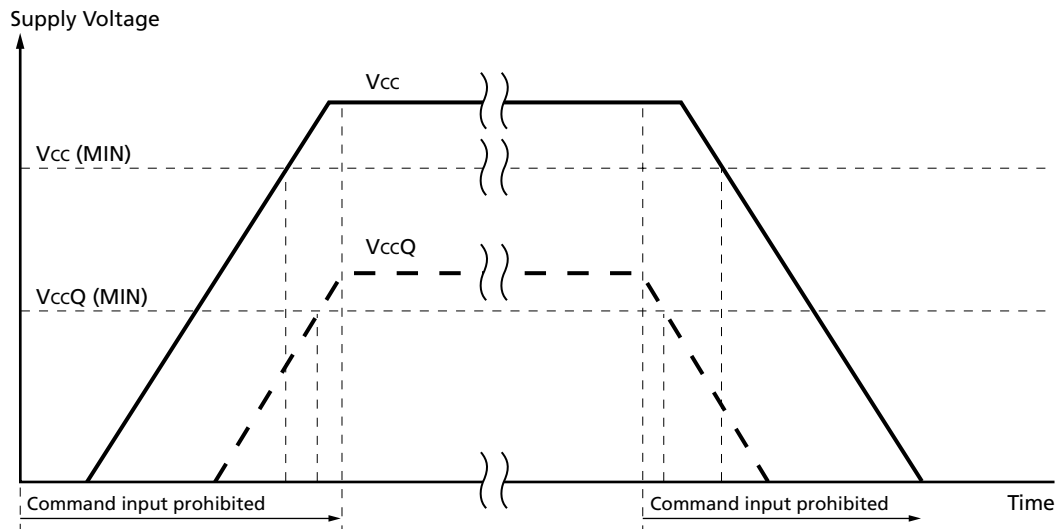 Supply Voltage
Vcc
Vcc (MIN)
VccQ
VccQ (MIN)
Command input prohibited
Command input prohibited
Time